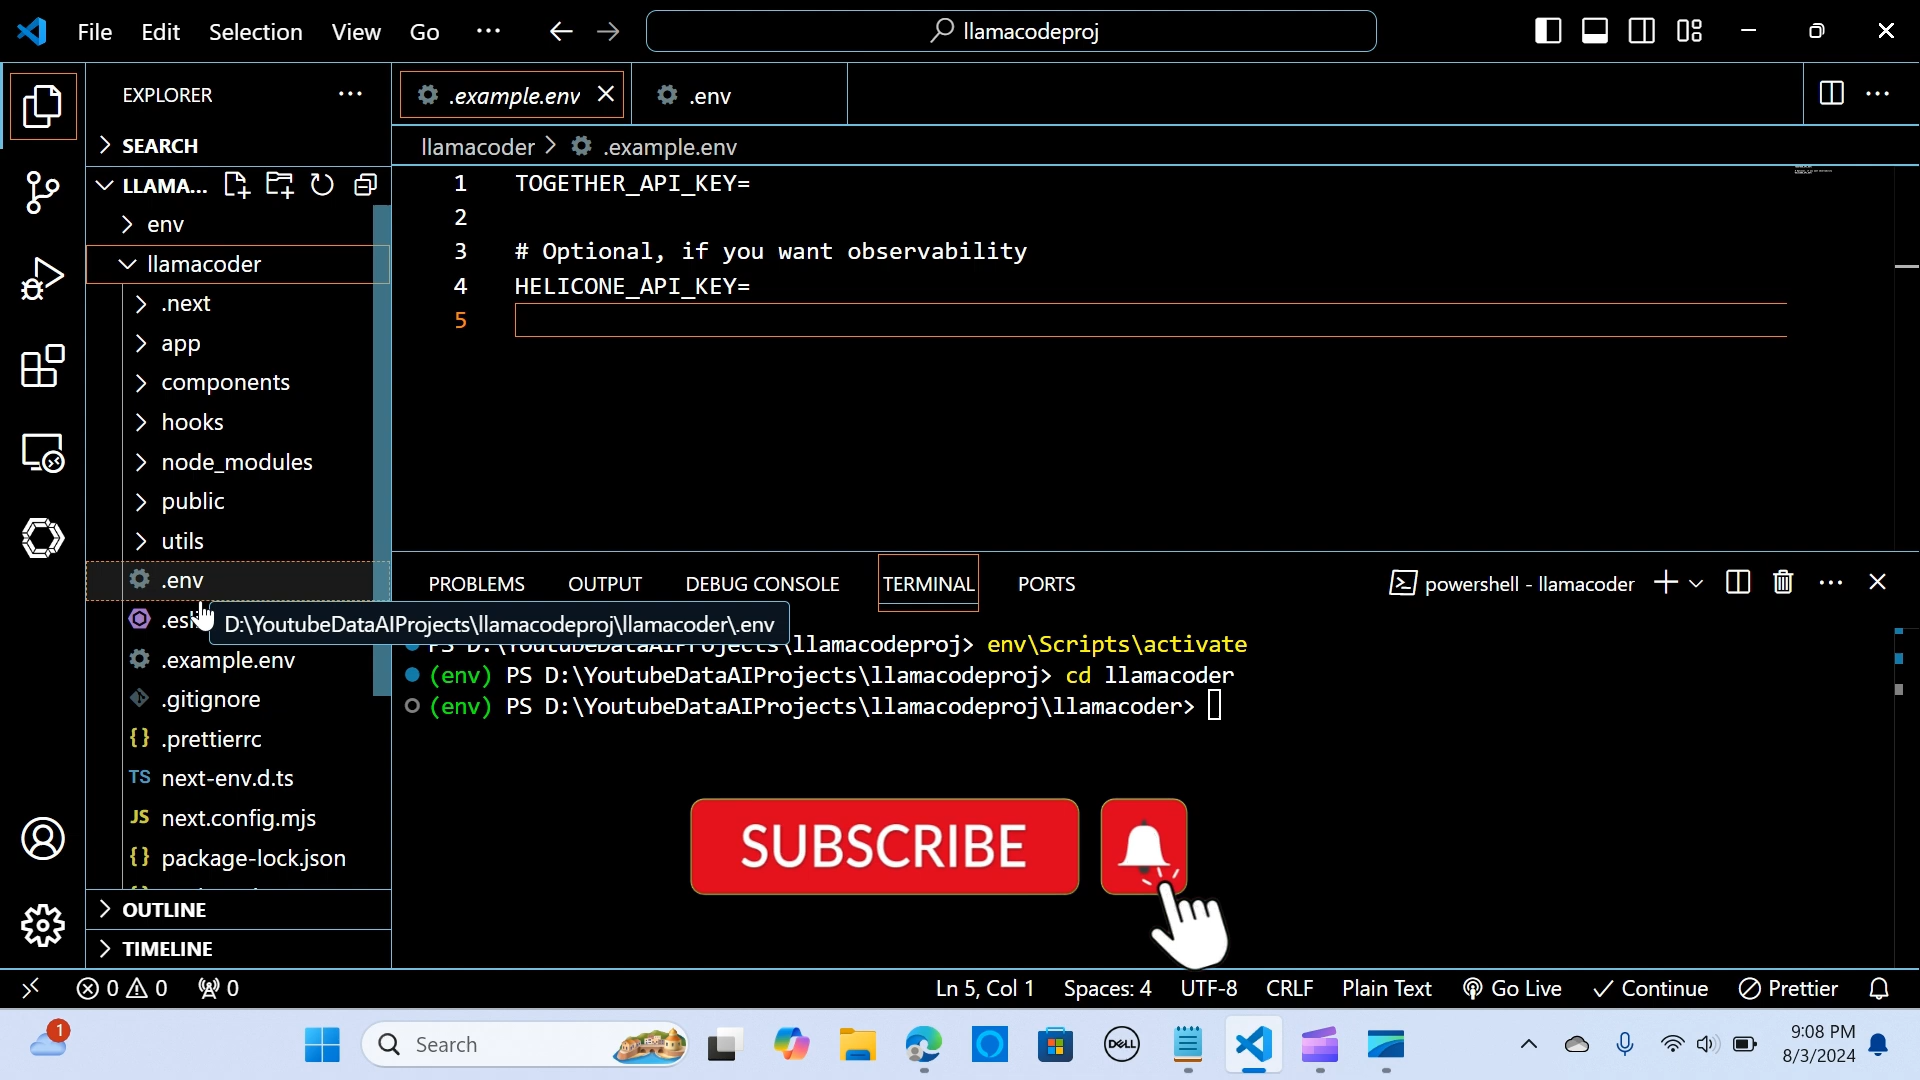 File Edit Selection View Go ··· llamacodeproj
EXPLORER ···
SEARCH
LLAMA...
env
llamacoder
.next
app
components
hooks
node_modules
public
utils
.env
.example.env
.gitignore
.prettierrc
TS next-env.d.ts
JS next.config.mjs
{} package-lock.json
OUTLINE
TIMELINE
.example.env .env
llamacoder > .example.env
1 TOGETHER_API_KEY=
2
3 # Optional, if you want observability
4 HELICONE_API_KEY=
5
PROBLEMS OUTPUT DEBUG CONSOLE TERMINAL PORTS powershell - llamacoder
D:\YoutubeDataAIProjects\llamacodeproj\llamacoder\.env
PS D:\YoutubeDataAIProjects\llamacodeproj> env\Scripts\activate
(env) PS D:\YoutubeDataAIProjects\llamacodeproj> cd llamacoder
(env) PS D:\YoutubeDataAIProjects\llamacodeproj\llamacoder>
SUBSCRIBE
0 0 0 Ln 5, Col 1 Spaces: 4 UTF-8 CRLF Plain Text Go Live Continue Prettier
1 Search DELL 9:08 PM
8/3/2024